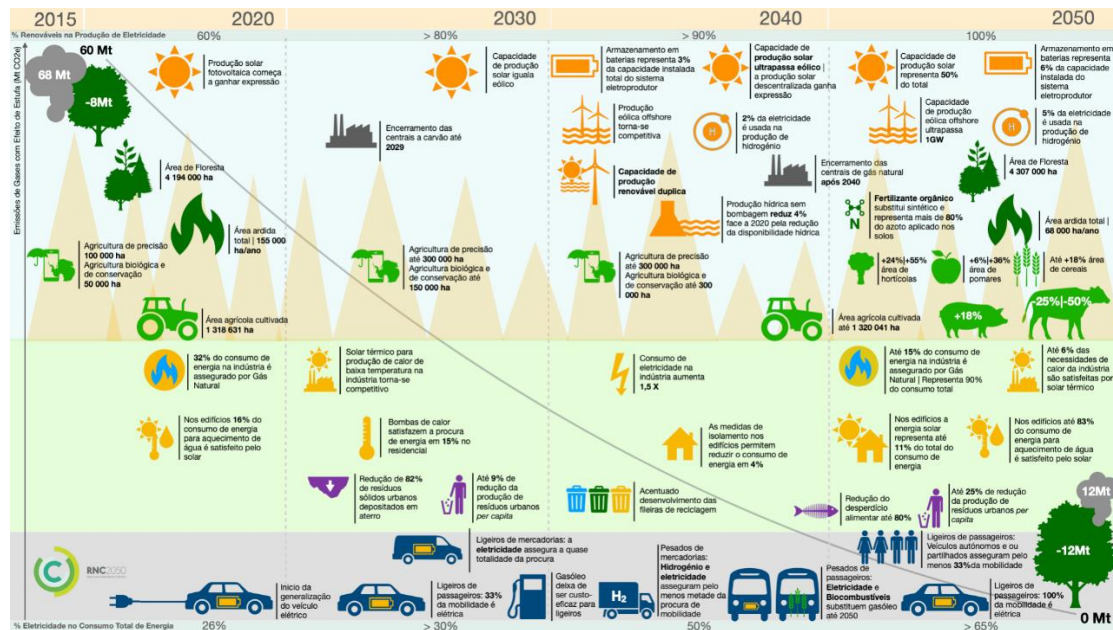 2015
2020
2030
2040
2050
% Renováveis na Produção de Eletricidade
60%
> 80%
> 90%
100%
Emissões de Gases com Efeito de Estufa (Mt CO2e)
60 Mt
68 Mt
-8Mt
Produção solar
fotovoltaica começa
a ganhar expressão
Capacidade
de produção
solar iguala
eólico
Armazenamento em
baterias representa 3%
da capacidade instalada
total do sistema
eletroprodutor
Capacidade de
produção solar
ultrapassa eólico |
a produção solar
descentralizada ganha
expressão
Capacidade de
produção solar
representa 50%
do total
Armazenamento em
baterias representa
6% da capacidade
instalada do
sistema
eletroprodutor
Encerramento das
centrais a carvão até
2029
Produção
eólica offshore
torna-se
competitiva
2% da eletricidade
é usada na
produção de
hidrogénio
Capacidade de
produção
eólica offshore
ultrapassa
1GW
H
5% da eletricidade
é usada na
produção de
hidrogénio
Área de Floresta
4 194 000 ha
Capacidade de
produção
renovável duplica
Encerramento das
centrais de gás natural
após 2040
Área de Floresta
4 307 000 ha
Área ardida
total | 155 000
ha/ano
Produção hídrica sem
bombagem reduz 4%
face a 2020 pela redução
da disponibilidade hídrica
N
Fertilizante orgânico
substitui sintético e
representa mais de 80%
do azoto aplicado nos
solos
Área ardida total |
68 000 ha/ano
Agricultura de precisão
100 000 ha
Agricultura biológica e
de conservação
50 000 ha
Agricultura de precisão
até 300 000 ha
Agricultura biológica e
de conservação até
150 000 ha
Agricultura de precisão
até 300 000 ha
Agricultura biológica e
de conservação até 300
000 ha
+24%|+55%
área de
hortícolas
+6%|+36%
área de
pomares
Até +18% área
de cereais
Área agrícola cultivada
1 318 631 ha
Área agrícola cultivada
até 1 320 041 ha
+18%
-25%|-50%
32% do consumo de
energia na indústria é
assegurado por Gás
Natural
Solar térmico para
produção de calor de
baixa temperatura na
indústria torna-se
competitivo
Consumo de
eletricidade na
indústria aumenta
1,5 X
Até 15% do consumo de
energia na indústria é
assegurado por Gás
Natural | Representa 90%
do consumo total
Até 6% das
necessidades de
calor da indústria
são satisfeitas por
solar térmico
Nos edifícios 16% do
consumo de energia
para aquecimento de
água é satisfeito pelo
solar
Bombas de calor
satisfazem a procura
de energia em 15% no
residencial
As medidas de
isolamento nos
edifícios permitem
reduzir o consumo de
energia em 4%
Nos edifícios a
energia solar
representa até
11% do total do
consumo de
energia
Nos edifícios até 83%
do consumo de
energia para
aquecimento de água
é satisfeito pelo solar
Redução de 82%
de resíduos
sólidos urbanos
depositados em
aterro
Até 9% de
redução da
produção de
resíduos urbanos
per capita
Acentuado
desenvolvimento das
fileiras de reciclagem
Redução do
desperdício
alimentar até 80%
Até 25% de redução
da produção de
resíduos urbanos per
capita
12Mt
-12Mt
0 Mt
RNC2050
Ligeiros de mercadorias: a
eletricidade assegura a quase
totalidade da procura
Ligeiros de passageiros:
Veículos autónomos e ou
partilhados asseguram pelo
menos 33% da mobilidade
Inicio da
generalização do
veículo
elétrico
Ligeiros de
passageiros: 33%
da mobilidade é
elétrica
Gasóleo
deixa de
ser custo-
eficaz para
ligeiros
H2
Pesados de
mercadorias:
Hidrogénio e
eletricidade
asseguram pelo
menos metade da
procura de
mobilidade
Pesados de
passageiros:
Eletricidade e
Biocombustíveis
substituem gasóleo
até 2050
Ligeiros de
passageiros: 100%
da mobilidade é
elétrica
% Eletricidade no Consumo Total de Energia
26%
> 30%
50%
> 65%